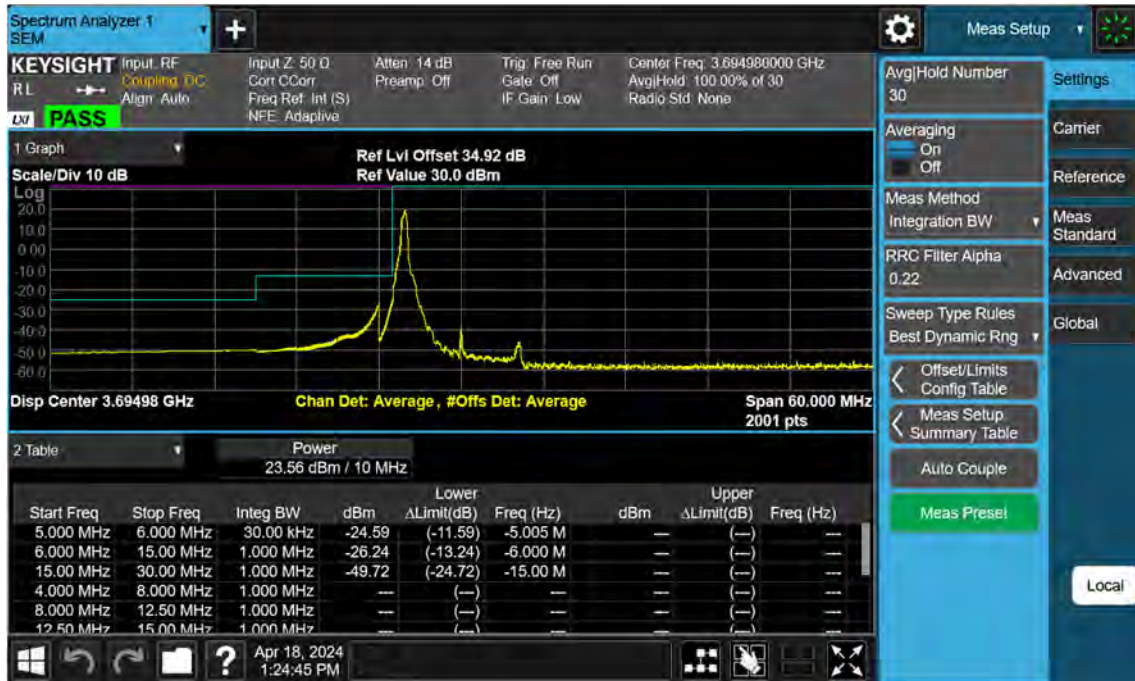 Spectrum Analyzer 1
SEM
Meas Setup
KEYSIGHT
RL
LXI PASS
Input: RF
Coupling: DC
Align: Auto
Input Z: 50 Ω
Corr CCorr
Freq Ref: Int (S)
NFE: Adaptive
Atten: 14 dB
Preamp: Off
Trig: Free Run
Gate: Off
IF Gain: Low
Center Freq: 3.694980000 GHz
Avg|Hold: 100.00% of 30
Radio Std: None
1 Graph
Scale/Div 10 dB
Ref Lvl Offset 34.92 dB
Ref Value 30.0 dBm
Log
20.0
10.0
0.00
-10.0
-20.0
-30.0
-40.0
-50.0
-60.0
Disp Center 3.69498 GHz
Chan Det: Average, #Offs Det: Average
Span 60.000 MHz
2001 pts
2 Table
Power
23.56 dBm / 10 MHz
Lower Upper
Start Freq Stop Freq Integ BW dBm ΔLimit(dB) Freq (Hz) dBm ΔLimit(dB) Freq (Hz)
5.000 MHz 6.000 MHz 30.00 kHz -24.59 (-11.59) -5.005 M --- (---) ---
6.000 MHz 15.00 MHz 1.000 MHz -26.24 (-13.24) -6.000 M --- (---) ---
15.00 MHz 30.00 MHz 1.000 MHz -49.72 (-24.72) -15.00 M --- (---) ---
4.000 MHz 8.000 MHz 1.000 MHz --- (---) --- --- (---) ---
8.000 MHz 12.50 MHz 1.000 MHz --- (---) --- --- (---) ---
12.50 MHz 15.00 MHz 1.000 MHz --- (---) --- --- (---) ---
?
Apr 18, 2024
1:24:45 PM
Avg|Hold Number
30
Averaging
On
Off
Meas Method
Integration BW
RRC Filter Alpha
0.22
Sweep Type Rules
Best Dynamic Rng
Offset/Limits
Config Table
Meas Setup
Summary Table
Auto Couple
Meas Preset
Settings
Carrier
Reference
Meas
Standard
Advanced
Global
Local